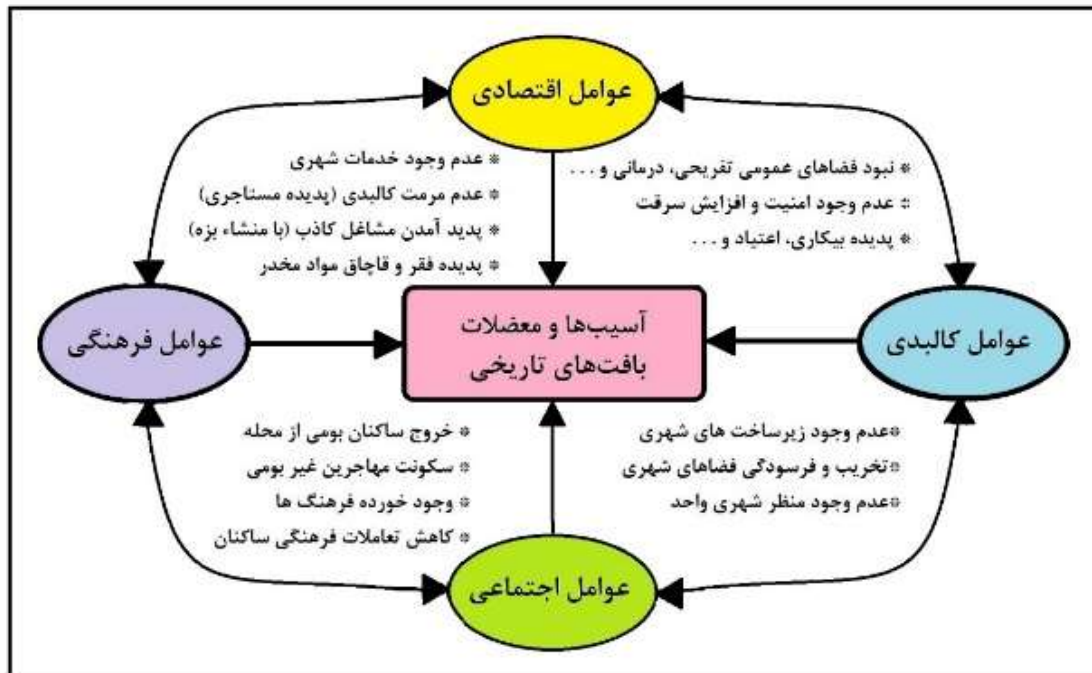 عوامل اقتصادی
* نبود فضاهای عمومی تفریحی، درمانی و . . .
* عدم وجود امنیت و افزایش سرقت
* پدیده بیکاری، اعتیاد و . . .
* عدم وجود خدمات شهری
* عدم مرمت کالبدی (پدیده مستاجری)
* پدید آمدن مشاغل کاذب (با منشاء بزه)
* پدیده فقر و قاچاق مواد مخدر
عوامل کالبدی
آسیب‌ها و معضلات
بافت‌های تاریخی
عوامل فرهنگی
*عدم وجود زیرساخت های شهری
*تخریب و فرسودگی فضاهای شهری
*عدم وجود منظر شهری واحد
* خروج ساکنان بومی از محله
* سکونت مهاجرین غیر بومی
* وجود خورده فرهنگ ها
* کاهش تعاملات فرهنگی ساکنان
عوامل اجتماعی